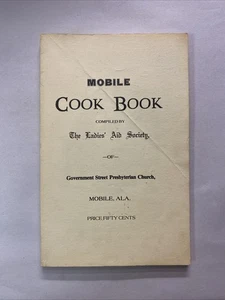 MOBILE
COOK BOOK
COMPILED BY
The Ladies' Aid Society,
—OF—
Government Street Presbyterian Church,
MOBILE, ALA.
PRICE FIFTY CENTS